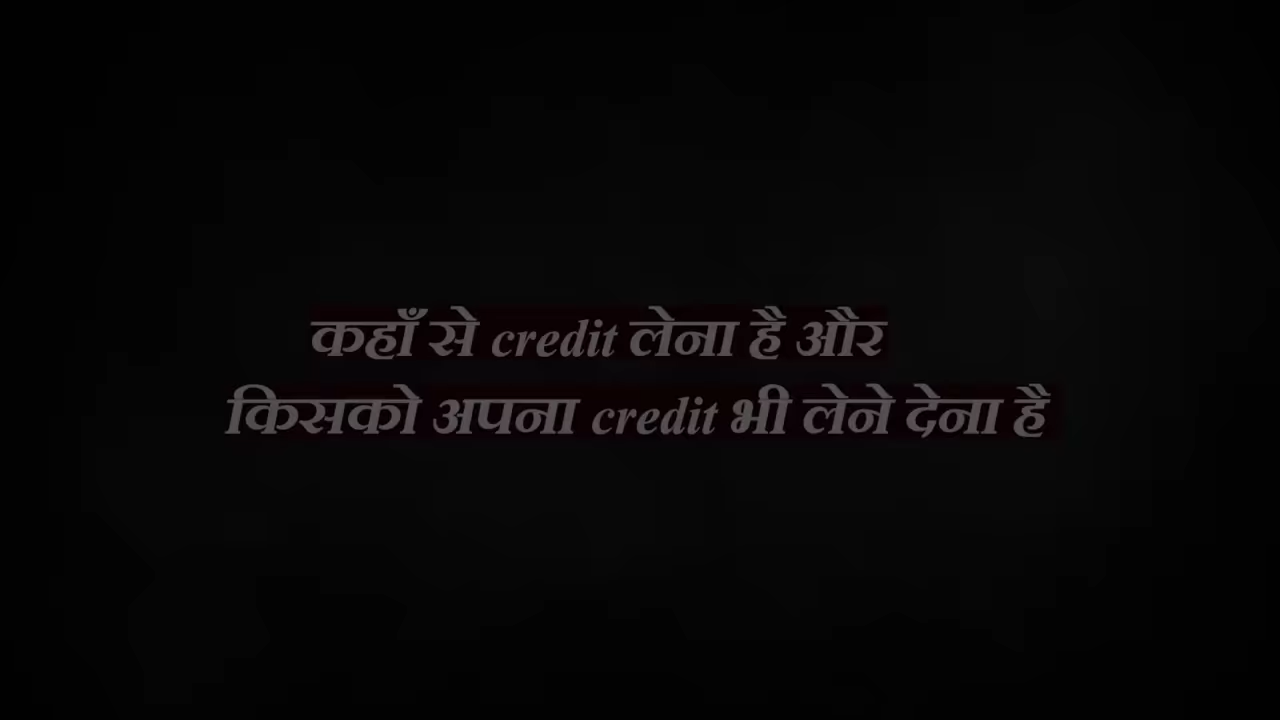 कहाँ से credit लेना है और
किसको अपना credit भी लेने देना है